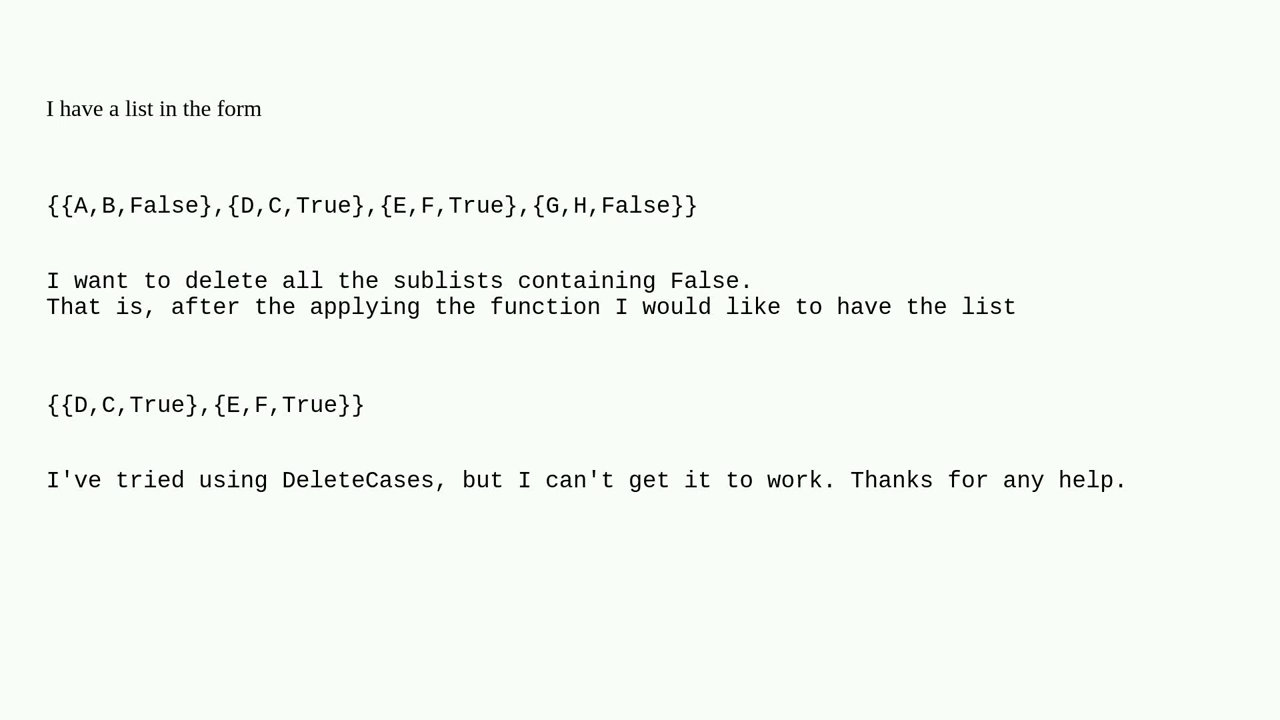 I have a list in the form
{{A,B,False},{D,C,True},{E,F,True},{G,H,False}}
I want to delete all the sublists containing False.
That is, after the applying the function I would like to have the list
{{D,C,True},{E,F,True}}
I've tried using DeleteCases, but I can't get it to work. Thanks for any help.